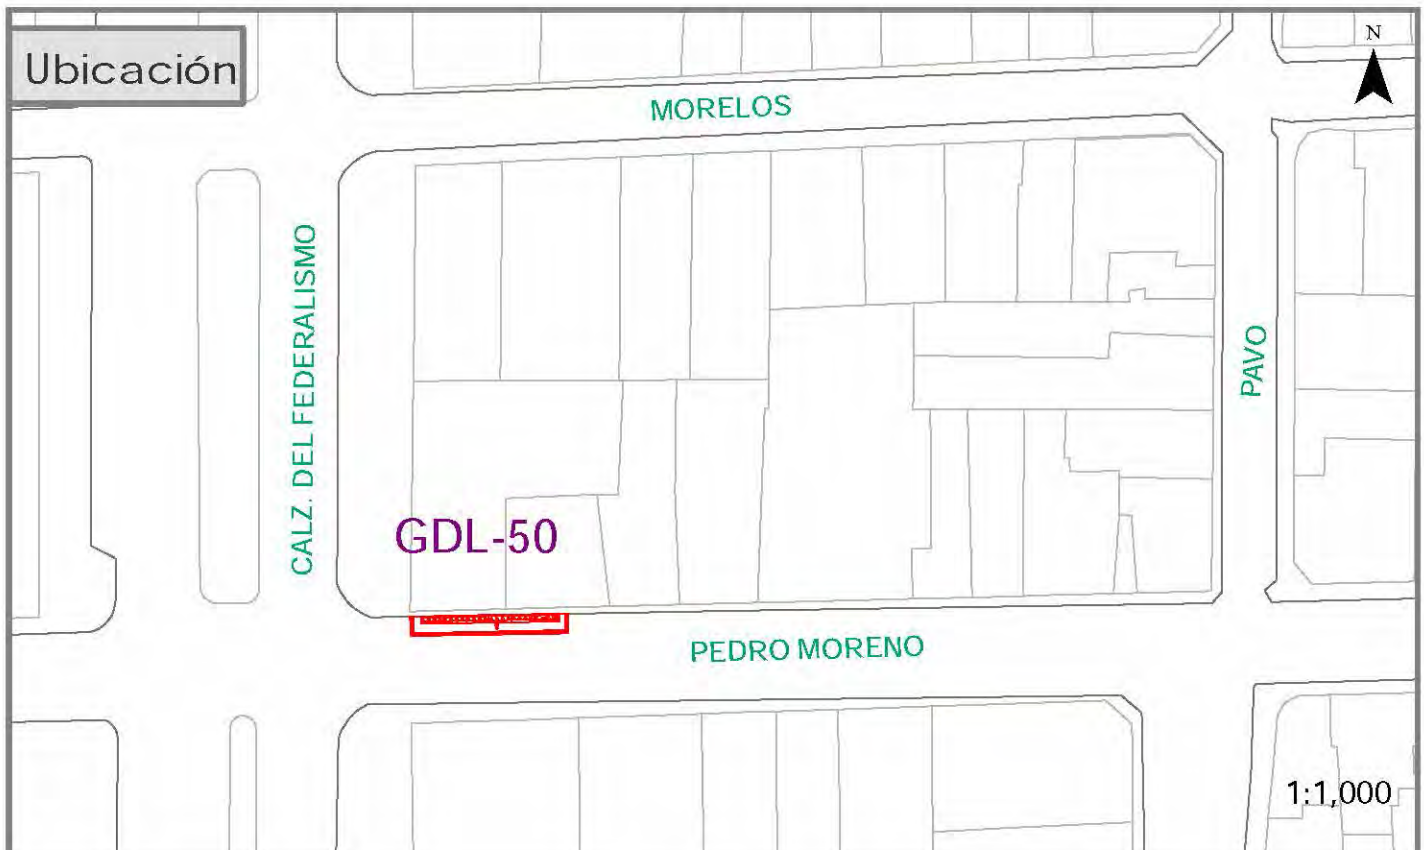 Ubicación
N
MORELOS
CALZ. DEL FEDERALISMO
PAVO
GDL-50
PEDRO MORENO
1:1,000